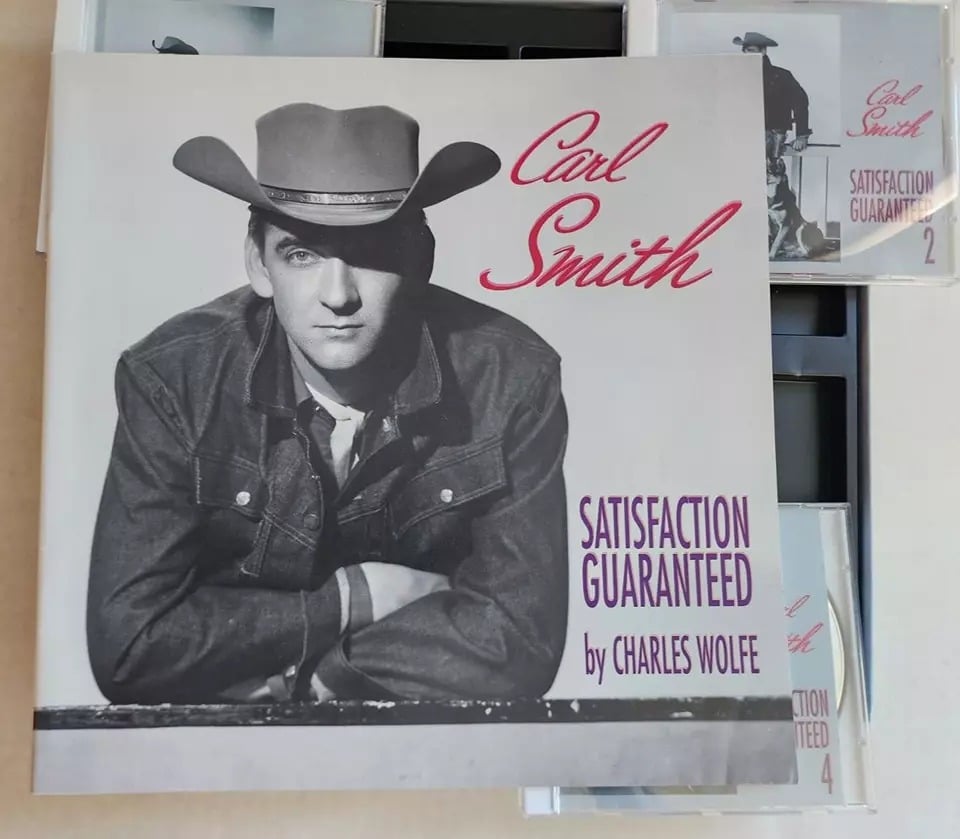 Carl
Smith
SATISFACTION
GUARANTEED
by CHARLES WOLFE
Carl
Smith
SATISFACTION
GUARANTEED
2
4